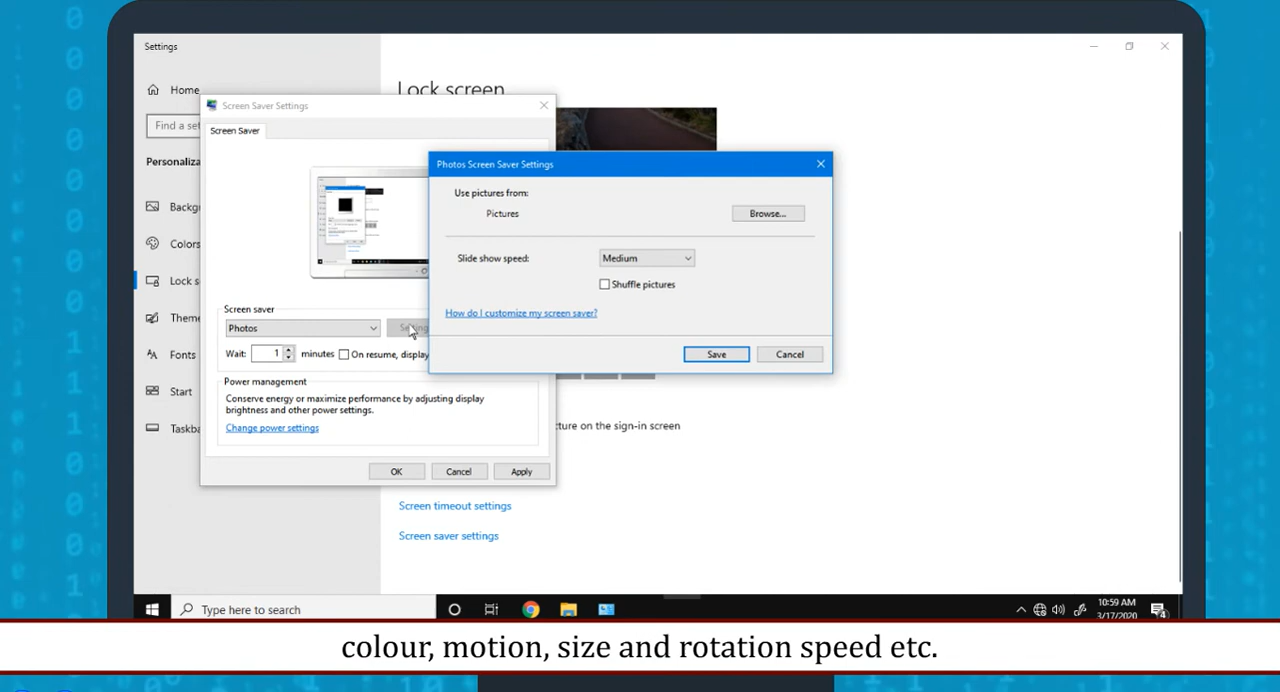 Settings
Home
Lock screen
Screen Saver Settings
Find a set
Screen Saver
Personaliza
Photos Screen Saver Settings
Use pictures from:
Pictures
Browse...
Backg
Colors
Slide show speed:
Medium
Lock s
Shuffle pictures
Screen saver
How do I customize my screen saver?
Theme
Photos
Setting
Fonts
Wait:
1
minutes
On resume, display
Save
Cancel
Power management
Start
Conserve energy or maximize performance by adjusting display
brightness and other power settings.
Taskba
Change power settings
cture on the sign-in screen
OK
Cancel
Apply
Screen timeout settings
Screen saver settings
Type here to search
10:59 AM
3/17/2020
4
colour, motion, size and rotation speed etc.